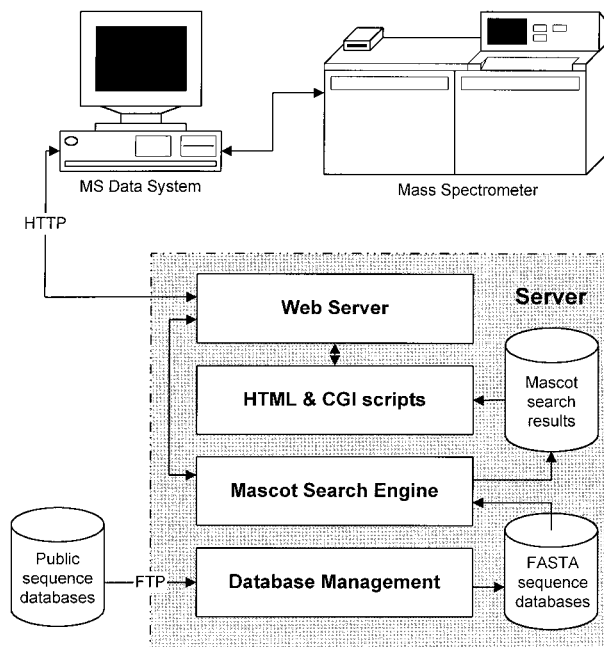 MS Data System
Mass Spectrometer
HTTP
Server
Web Server
HTML & CGI scripts
Mascot
search
results
Mascot Search Engine
Public
sequence
databases
FTP
Database Management
FASTA
sequence
databases